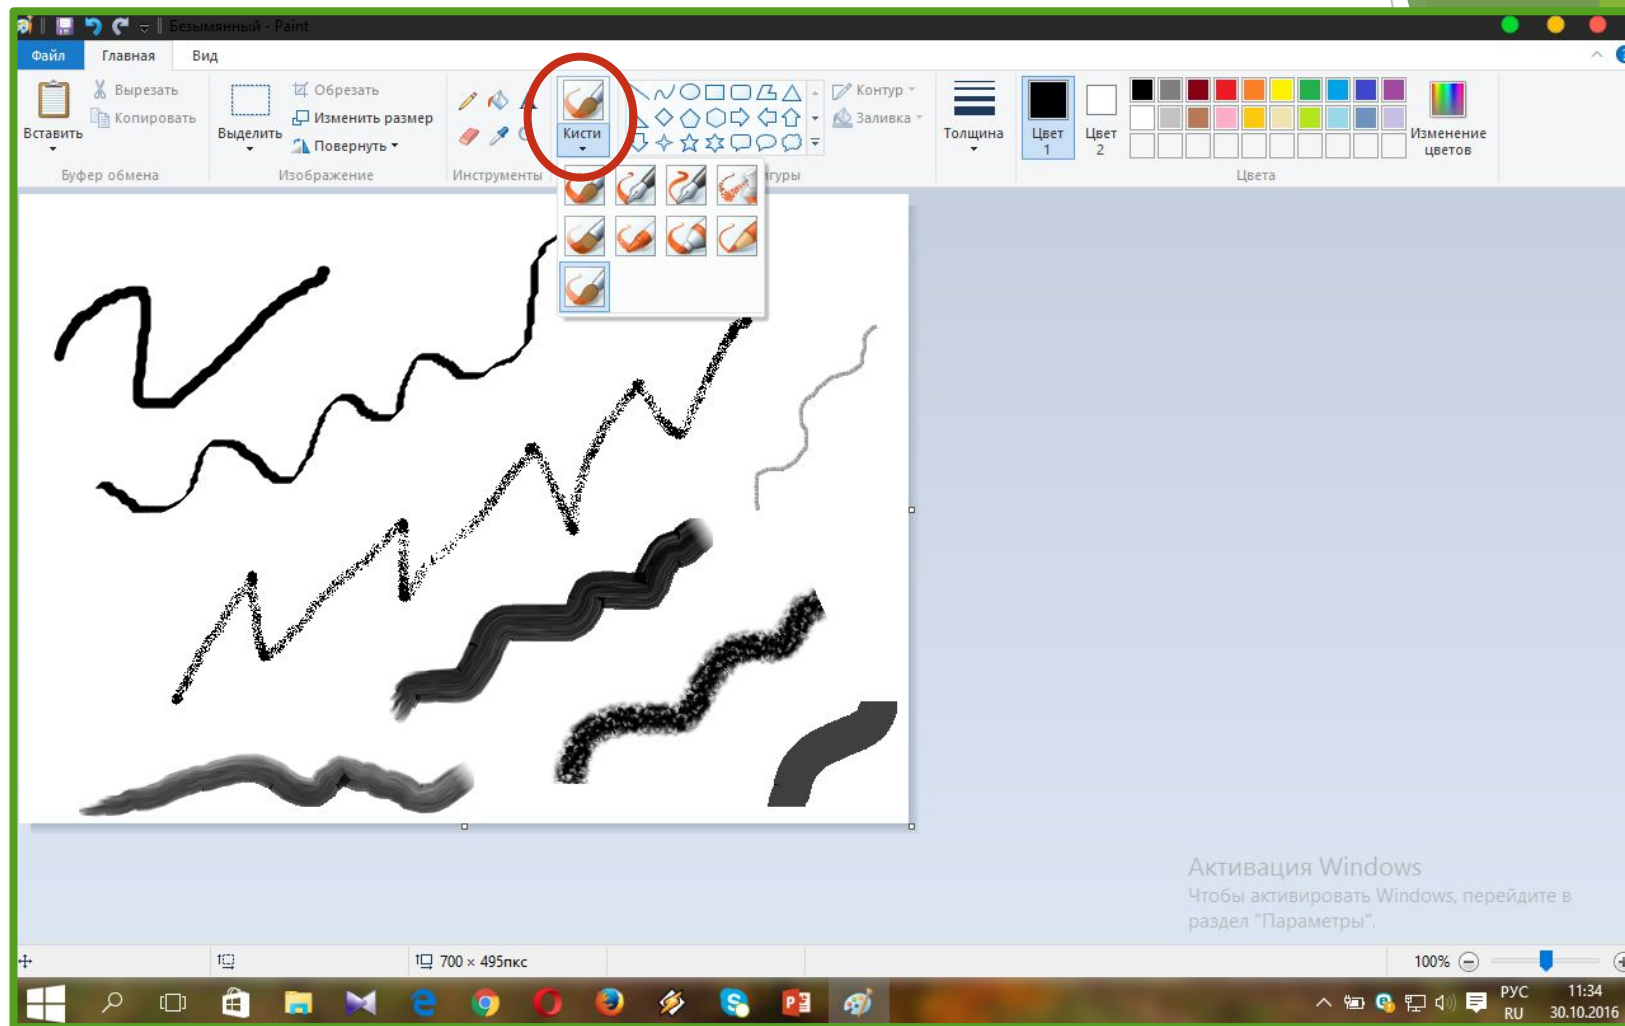 Безымянный - Paint
Файл Главная Вид
Вставить
Вырезать
Копировать
Буфер обмена
Выделить
Обрезать
Изменить размер
Повернуть
Изображение
Инструменты
Кисти
гуры
Контур
Заливка
Толщина
Цвет 1
Цвет 2
Изменение цветов
Цвета
Активация Windows
Чтобы активировать Windows, перейдите в
раздел "Параметры".
700 × 495пкс
100%
РУС
RU
11:34
30.10.2016